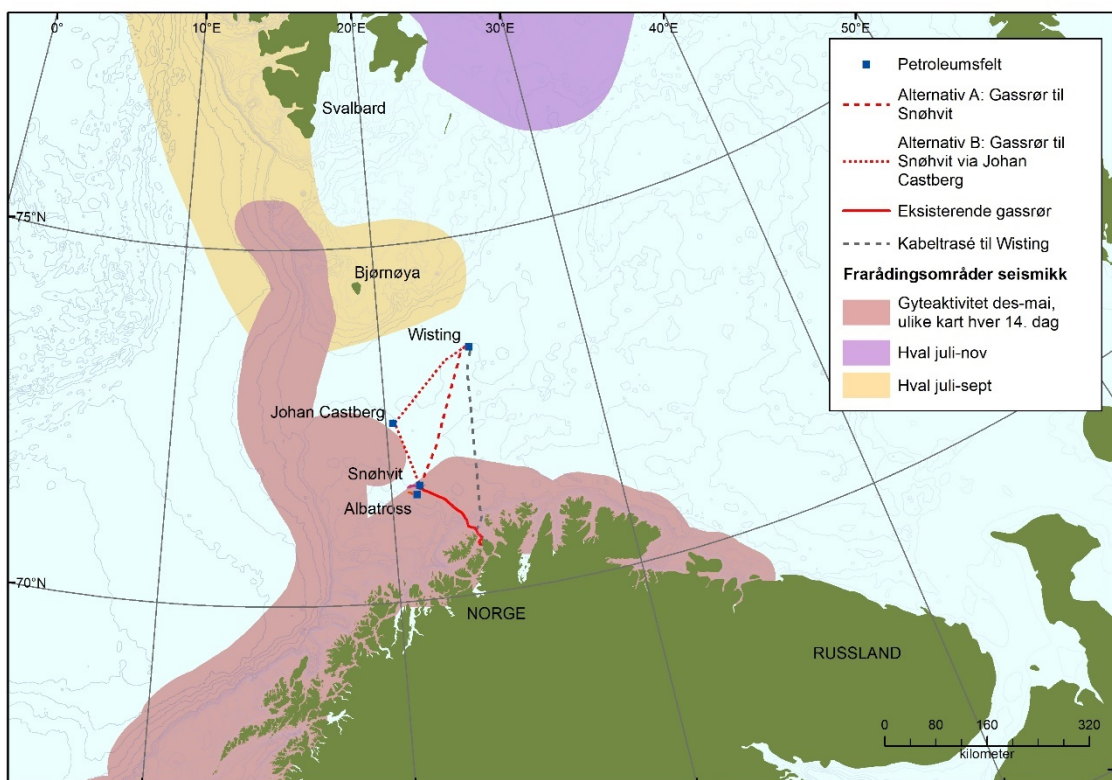 0°
10°E
20°E
30°E
40°E
50°E
75°N
70°N
Svalbard
Bjørnøya
Wisting
Johan Castberg
Snøhvit
Albatross
NORGE
RUSSLAND
Petroleumsfelt
Alternativ A: Gassrør til
Snøhvit
Alternativ B: Gassrør til
Snøhvit via Johan
Castberg
Eksisterende gassrør
Kabeltrasé til Wisting
Frarådingsområder seismikk
Gyteaktivitet des-mai,
ulike kart hver 14. dag
Hval juli-nov
Hval juli-sept
0 80 160 320
kilometer